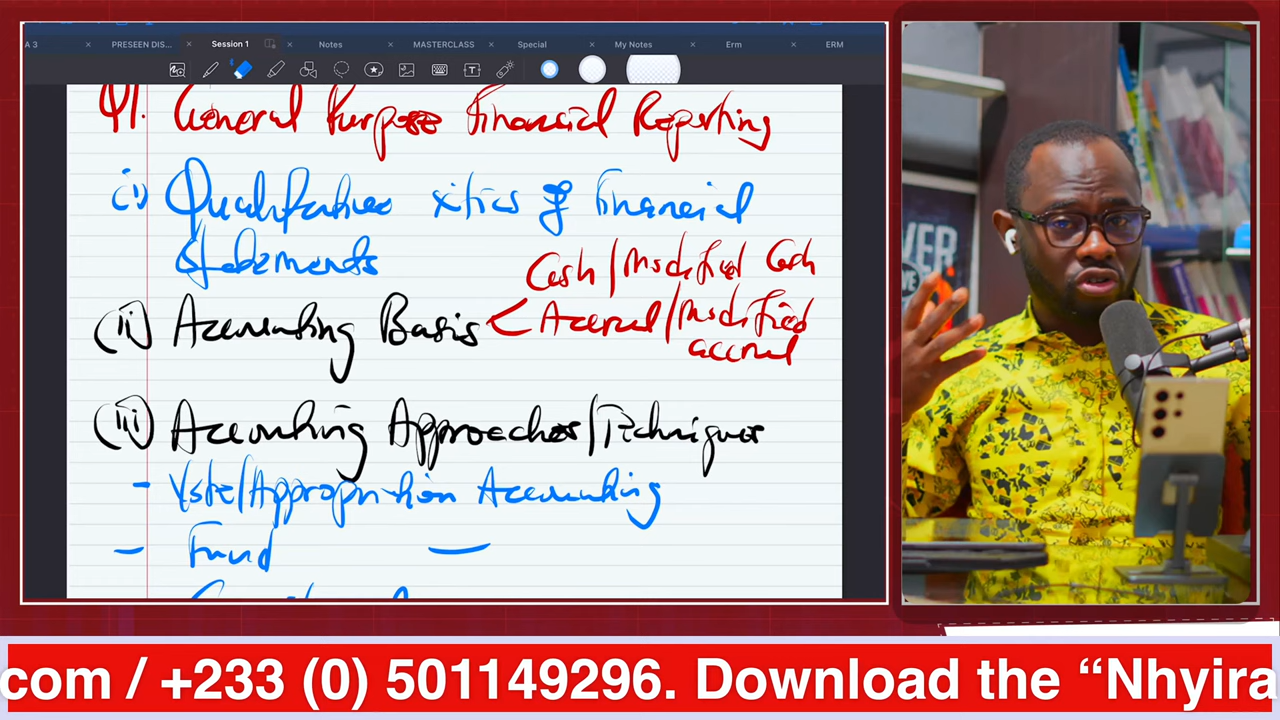 A 3
PRESEEN DIS...
Session 1
Notes
MASTERCLASS
Special
My Notes
Erm
ERM
Q1. General Purpose Financial Reporting
i) Qualitative xtics of Financial
Statements
Cash/Modified Cash
(ii) Accounting Basis < Accrual/Modified
accrual
(iii) Accounting Approaches/Techniques
- Vote/Appropriation Accounting
- Fund —
com / +233 (0) 501149296. Download the “Nhyira